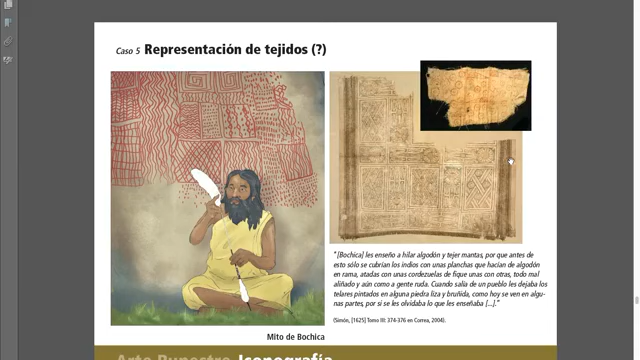 Caso 5 Representación de tejidos (?)
"[Bochica] les enseño a hilar algodón y tejer mantas, por que antes de
esto sólo se cubrían los indios con unas planchas que hacian de algodón
en rama, atadas con unas cordezuelas de fique unas con otras, todo mal
aliñado y aún como a gente ruda. Cuando salía de un pueblo les dejaba los
telares pintados en alguna piedra liza y bruñida, como hoy se ven en algu-
nas partes, por si se les olvidaba lo que les enseñaba [...]."
(Simón, [1625] Tomo III: 374-376 en Correa, 2004).
Mito de Bochica
Arte Rupestre Iconografía